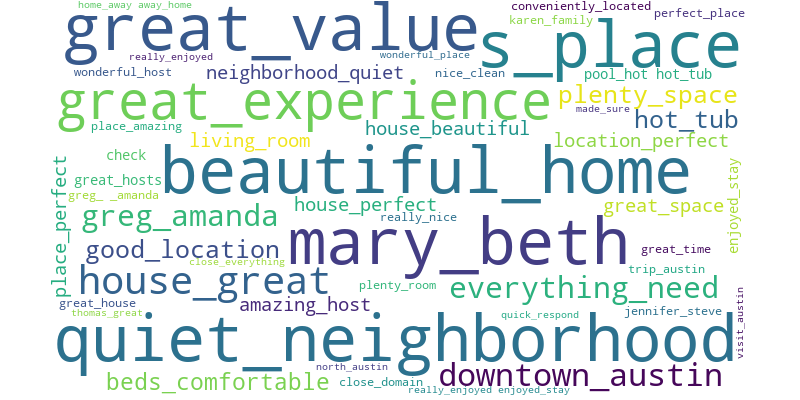 home_away away_home
great_value
s_place
conveniently_located
karen_family
perfect_place
really_enjoyed
wonderful_place
wonderful_host
neighborhood_quiet
nice_clean
pool_hot hot_tub
great_experience
plenty_space
made_sure
hot_tub
place_amazing
house_beautiful
living_room
location_perfect
check
beautiful_home
great_hosts
greg_ _amanda
enjoyed_stay
place_perfect
house_perfect
great_space
greg_amanda
really_nice
mary_beth
good_location
great_time
close_everything
house_great
trip_austin
plenty_room
everything_need
great_house
amazing_host
thomas_great
quick_respond
jennifer_steve
visit_austin
quiet_neighborhood
north_austin
beds_comfortable
close_domain
downtown_austin
really_enjoyed enjoyed_stay